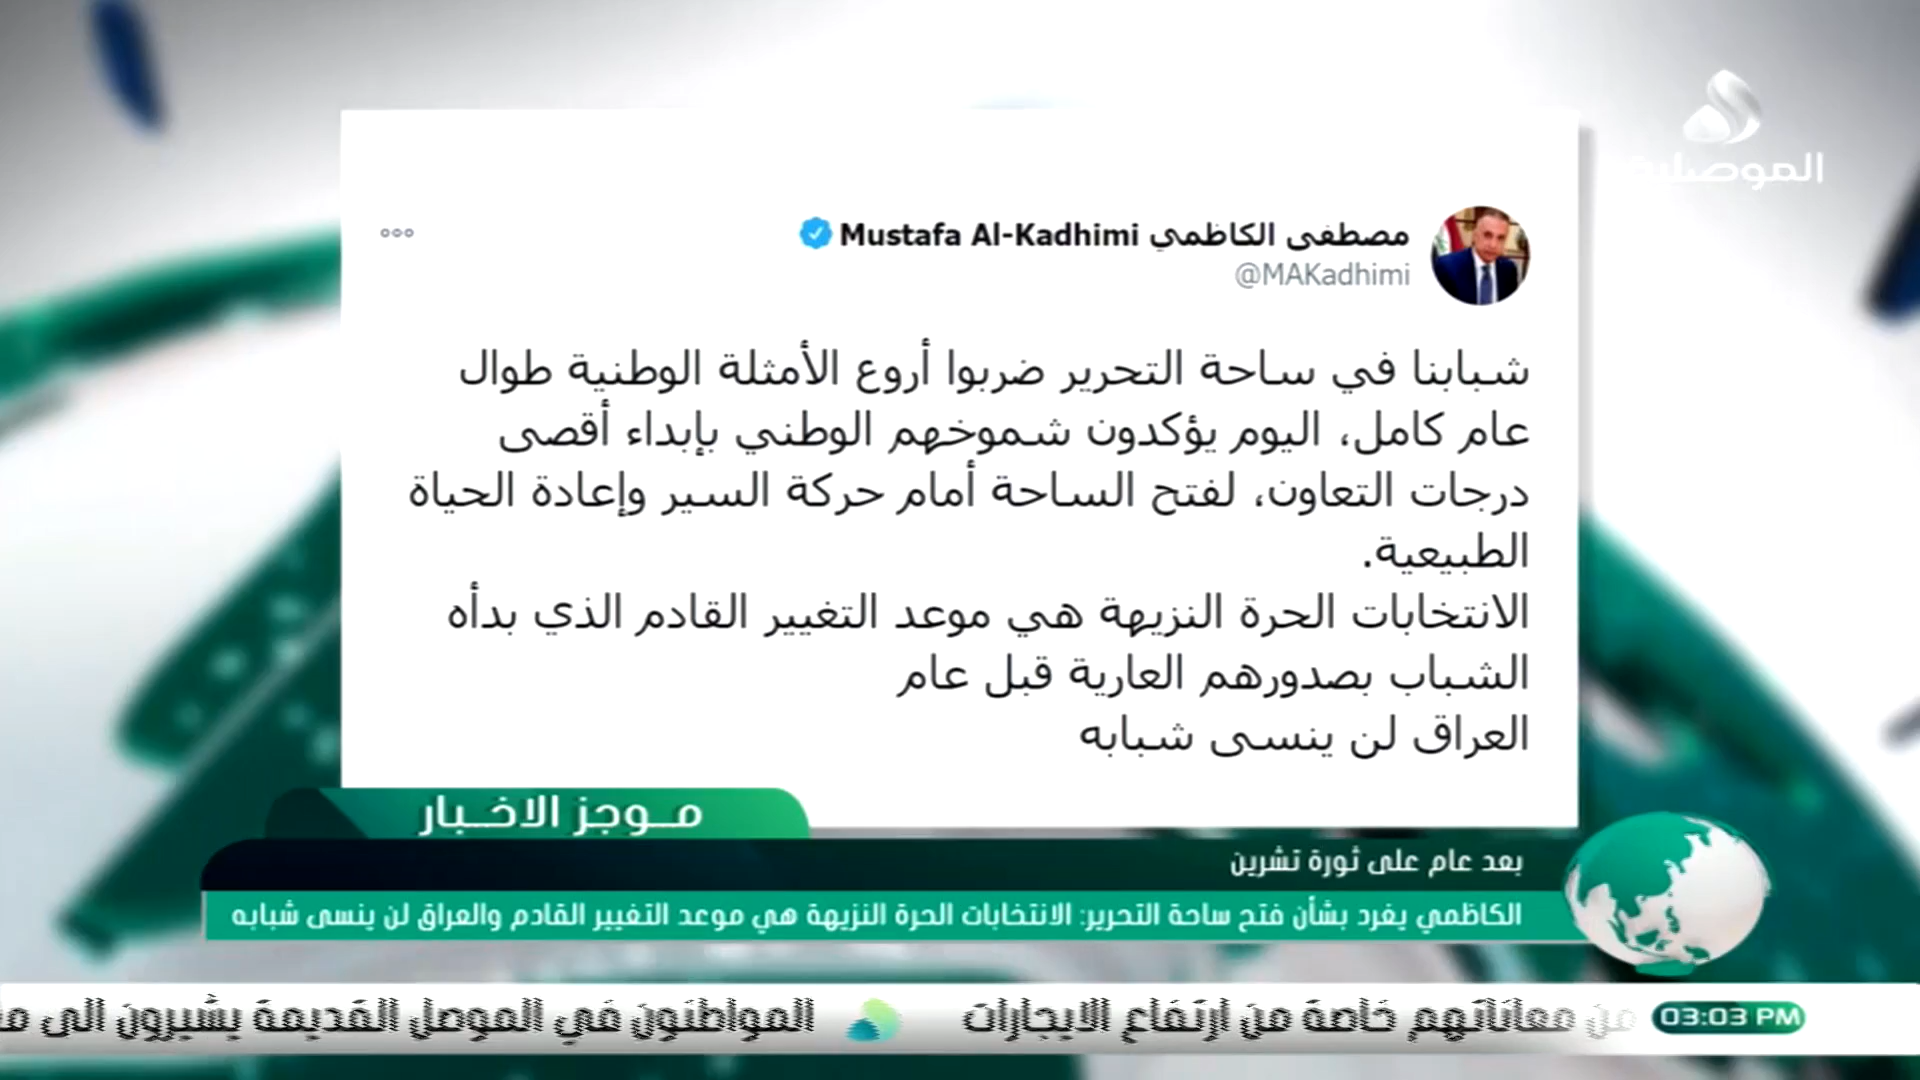 الموصلية
مصطفى الكاظمي Mustafa Al-Kadhimi
@MAKadhimi
شبابنا في ساحة التحرير ضربوا أروع الأمثلة الوطنية طوال
عام كامل، اليوم يؤكدون شموخهم الوطني بإبداء أقصى
درجات التعاون، لفتح الساحة أمام حركة السير وإعادة الحياة
الطبيعية.
الانتخابات الحرة النزيهة هي موعد التغيير القادم الذي بدأه
الشباب بصدورهم العارية قبل عام
العراق لن ينسى شبابه
موجز الاخبار
بعد عام على ثورة تشرين
الكاظمي يغرد بشأن فتح ساحة التحرير: الانتخابات الحرة النزيهة هي موعد التغيير القادم والعراق لن ينسى شبابه
03:03 PM من معاناتهم خاصة من ارتفاع الايجارات المواطنون في الموصل القديمة يشيرون الى